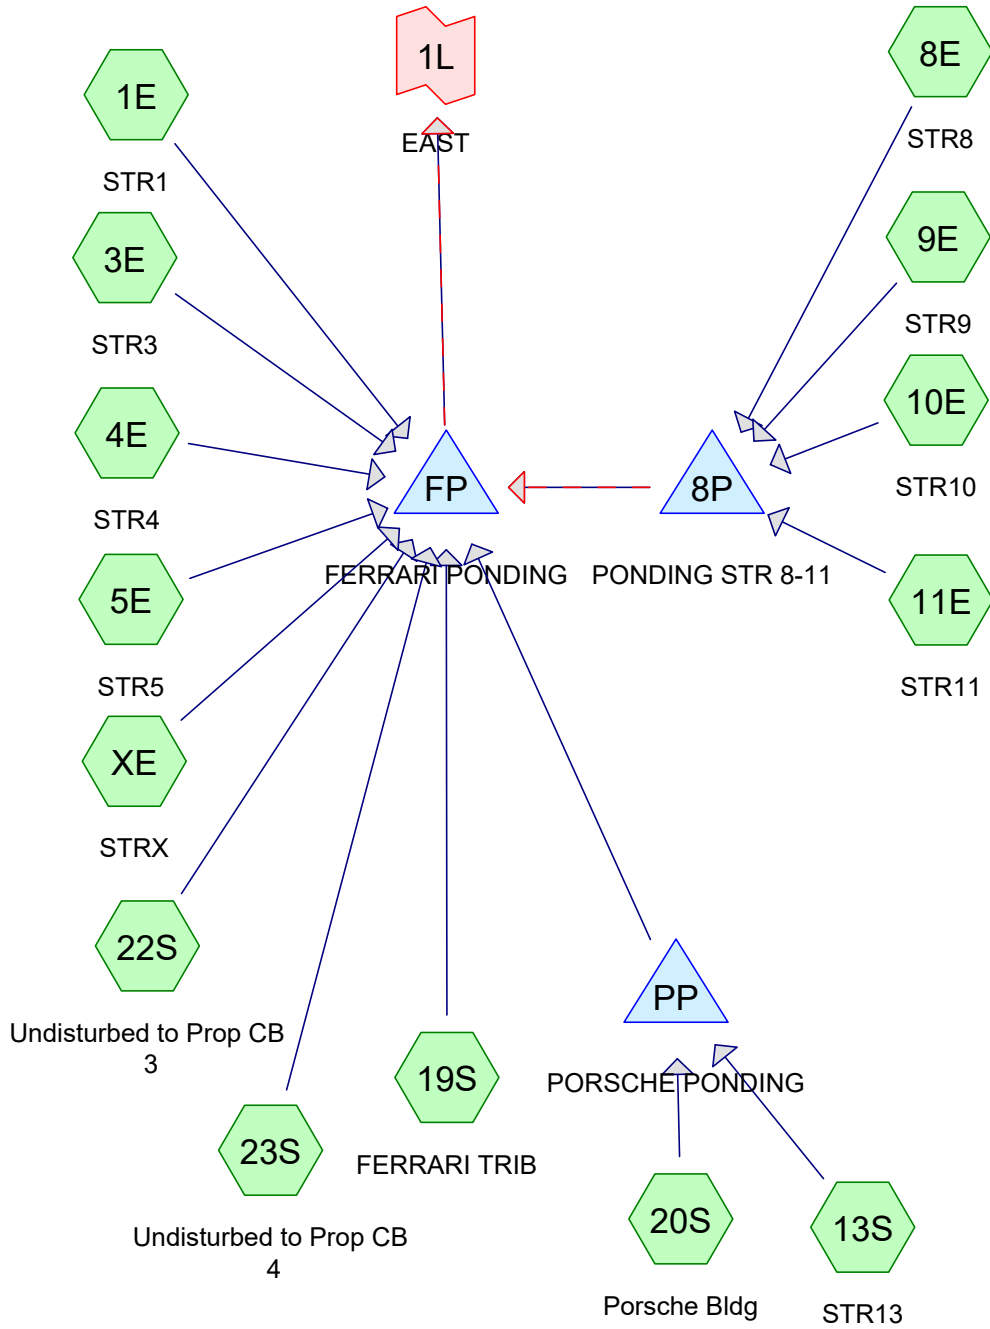 1L
EAST
8E
STR8
1E
STR1
9E
STR9
3E
STR3
10E
STR10
4E
STR4
FP
FERRARI PONDING
8P
PONDING STR 8-11
5E
STR5
11E
STR11
XE
STRX
22S
Undisturbed to Prop CB
3
PP
PORSCHE PONDING
19S
FERRARI TRIB
23S
Undisturbed to Prop CB
4
20S
Porsche Bldg
13S
STR13